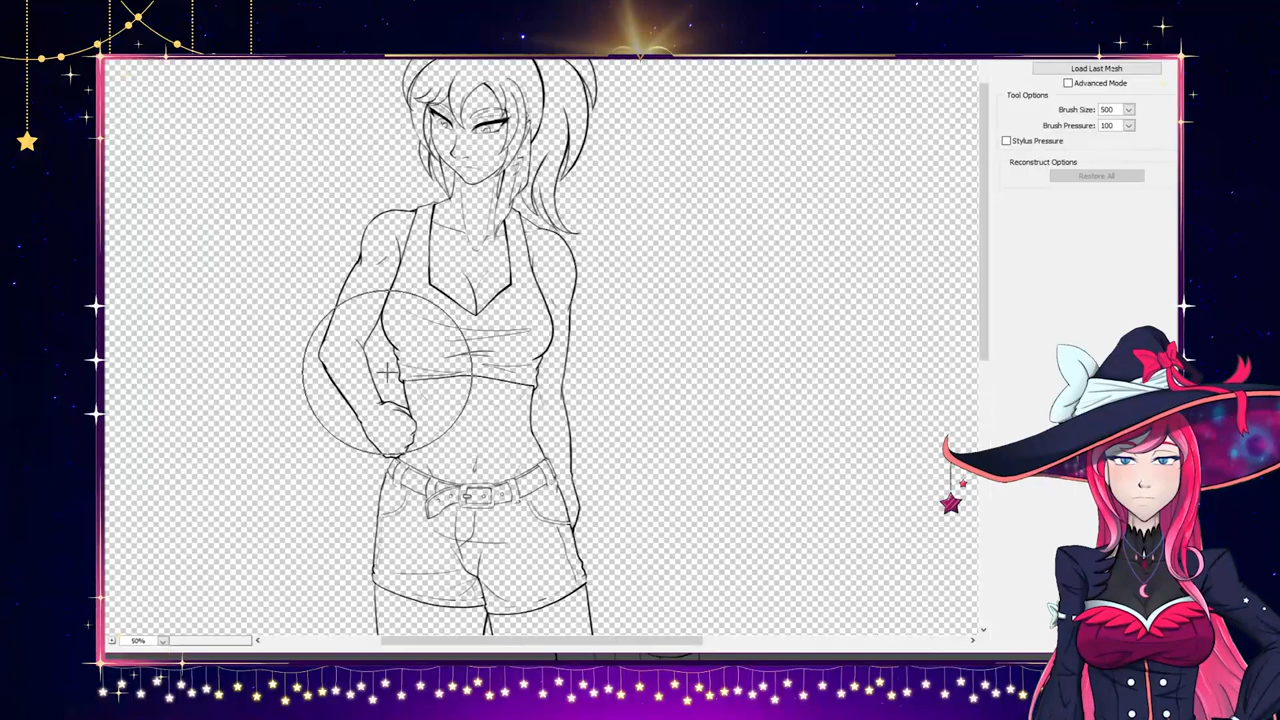 Load Last Mesh
Advanced Mode
Tool Options
Brush Size: 500
Brush Pressure: 100
Stylus Pressure
Reconstruct Options
Restore All
50%